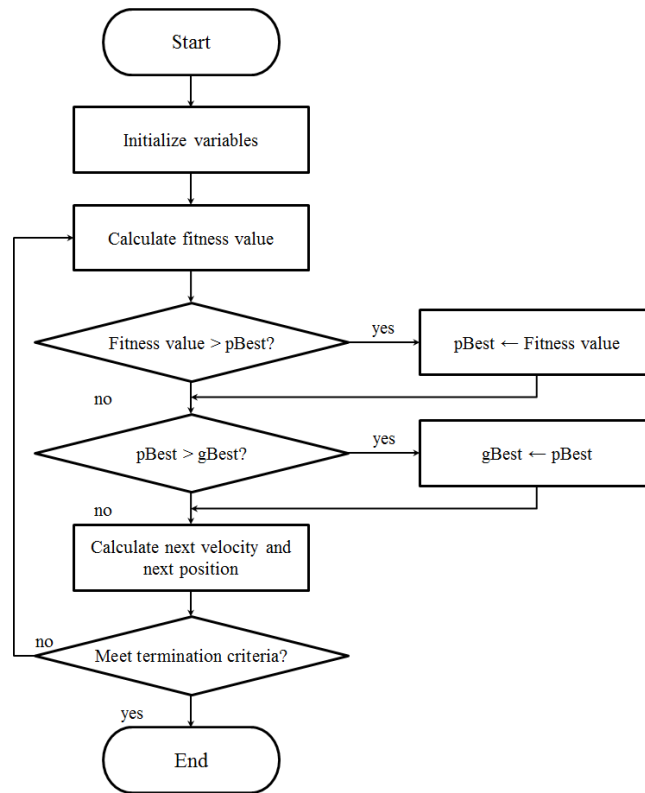 Start
Initialize variables
Calculate fitness value
Fitness value > pBest?
yes
pBest ← Fitness value
no
pBest > gBest?
yes
gBest ← pBest
no
Calculate next velocity and
next position
no
Meet termination criteria?
yes
End